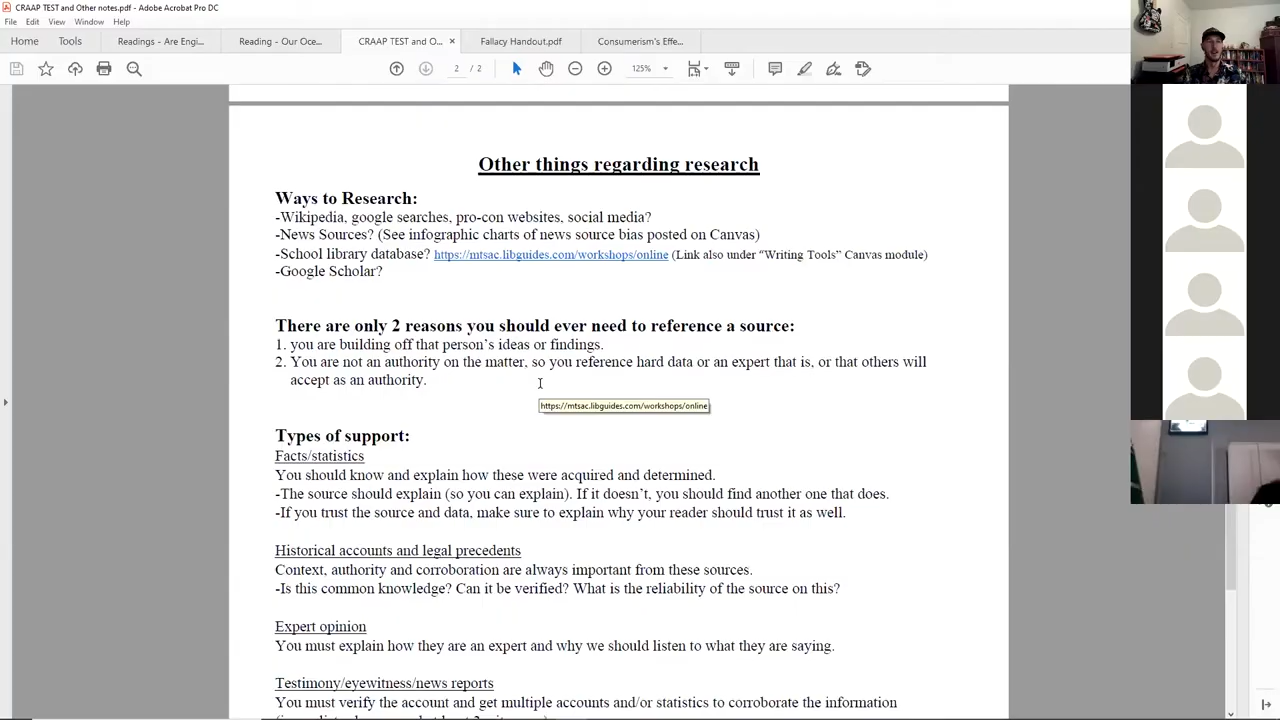 CRAAP TEST and Other notes.pdf - Adobe Acrobat Pro DC
File Edit View Window Help
Home Tools Readings - Are Engi... Reading - Our Oce... CRAAP TEST and O... × Fallacy Handout.pdf Consumerism's Effe...
2 / 2 125%
Other things regarding research
Ways to Research:
-Wikipedia, google searches, pro-con websites, social media?
-News Sources? (See infographic charts of news source bias posted on Canvas)
-School library database? https://mtsac.libguides.com/workshops/online (Link also under "Writing Tools" Canvas module)
-Google Scholar?
There are only 2 reasons you should ever need to reference a source:
1. you are building off that person's ideas or findings.
2. You are not an authority on the matter, so you reference hard data or an expert that is, or that others will
accept as an authority.
https://mtsac.libguides.com/workshops/online
Types of support:
Facts/statistics
You should know and explain how these were acquired and determined.
-The source should explain (so you can explain). If it doesn't, you should find another one that does.
-If you trust the source and data, make sure to explain why your reader should trust it as well.
Historical accounts and legal precedents
Context, authority and corroboration are always important from these sources.
-Is this common knowledge? Can it be verified? What is the reliability of the source on this?
Expert opinion
You must explain how they are an expert and why we should listen to what they are saying.
Testimony/eyewitness/news reports
You must verify the account and get multiple accounts and/or statistics to corroborate the information